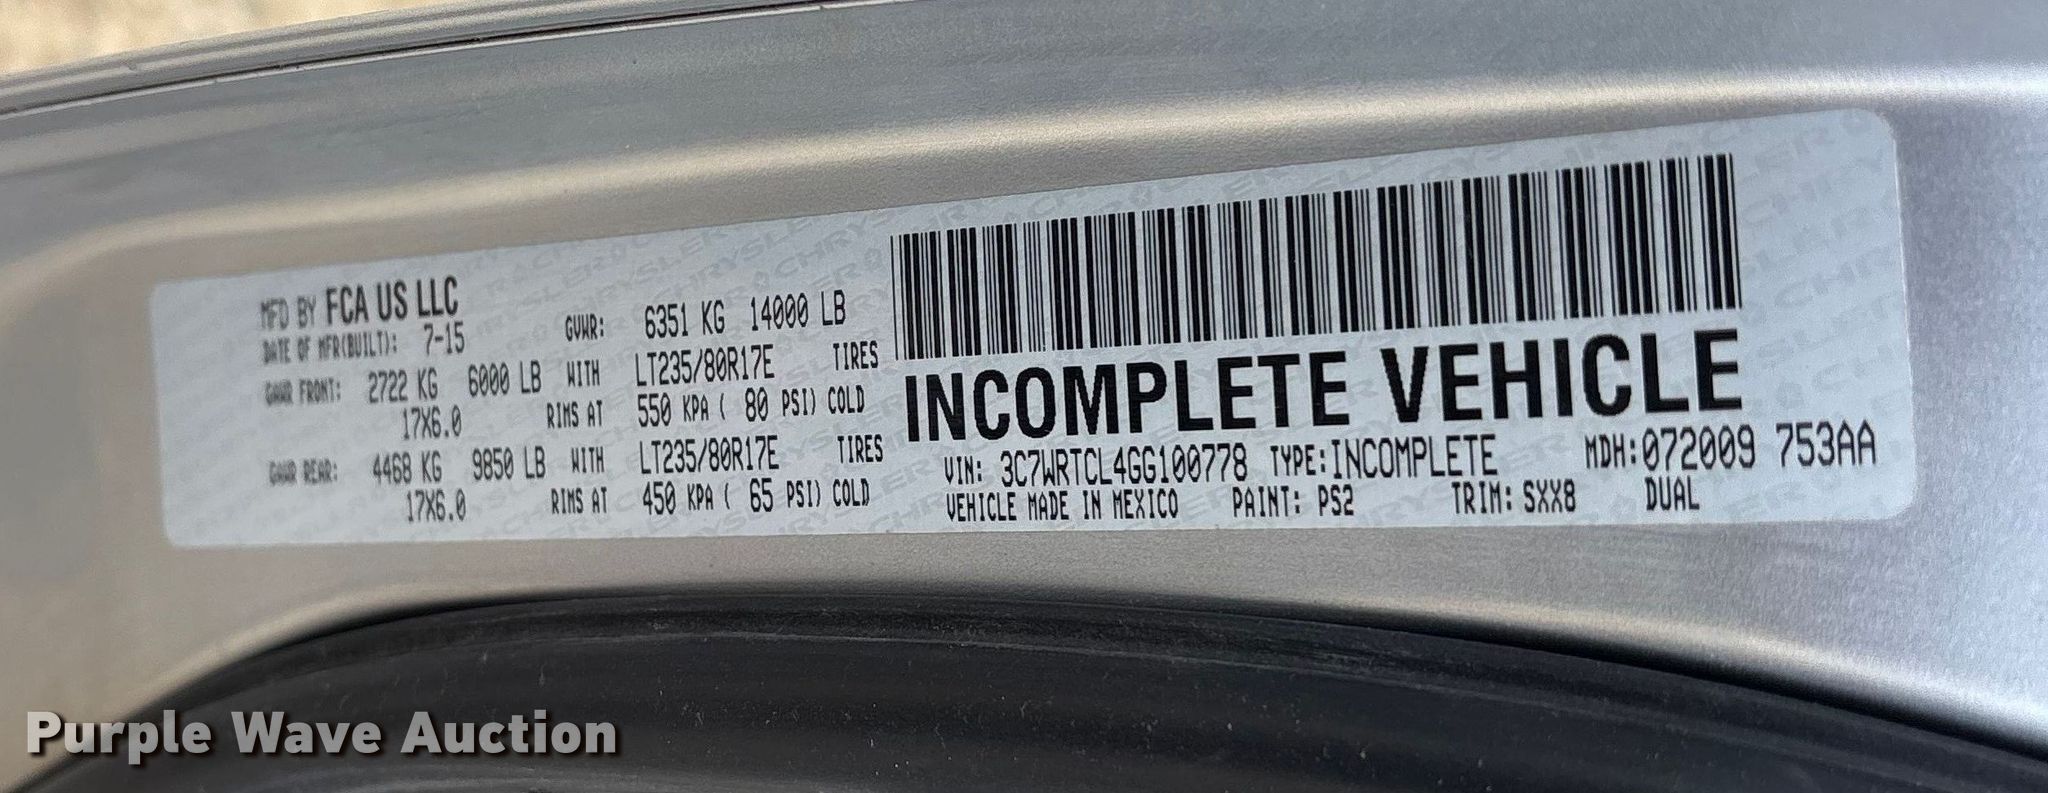 MFD BY FCA US LLC
DATE OF MFR(BUILT): 7-15 GVWR: 6351 KG 14000 LB
GAWR FRONT: 2722 KG 6000 LB WITH LT235/80R17E TIRES
17X6.0 RIMS AT 550 KPA ( 80 PSI) COLD
GAWR REAR: 4468 KG 9850 LB WITH LT235/80R17E TIRES
17X6.0 RIMS AT 450 KPA ( 65 PSI) COLD
INCOMPLETE VEHICLE
VIN: 3C7WRTCL4GG100778 TYPE:INCOMPLETE MDH:072009 753AA
VEHICLE MADE IN MEXICO PAINT: PS2 TRIM: SXX8 DUAL
Purple Wave Auction